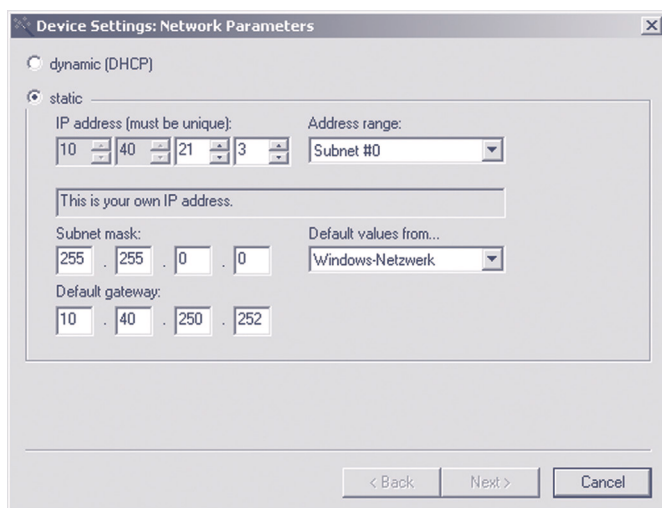 Device Settings: Network Parameters
dynamic (DHCP)
static
IP address (must be unique): Address range:
10 40 21 3 Subnet #0
This is your own IP address.
Subnet mask: Default values from...
255 . 255 . 0 . 0 Windows-Netzwerk
Default gateway:
10 . 40 . 250 . 252
< Back Next > Cancel